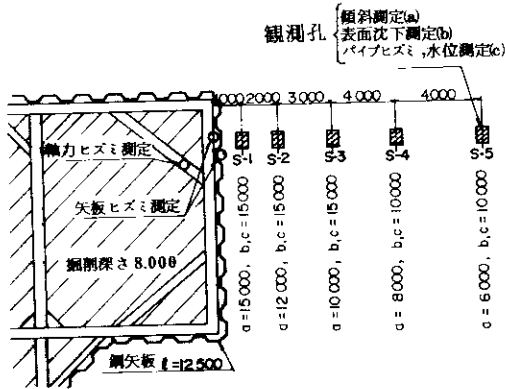 観測孔
傾斜測定(a)
表面沈下測定(b)
パイプヒズミ,水位測定(c)
1000 2000 3000 4000 4000
S-1 S-2 S-3 S-4 S-5
軸力ヒズミ測定
矢板ヒズミ測定
掘削深さ8.000
鋼矢板 ℓ=12500
a=15000, b,c=15000
a=12000, b,c=15000
a=10000, b,c=15000
a=8000, b,c=10000
a=6000, b,c=10000